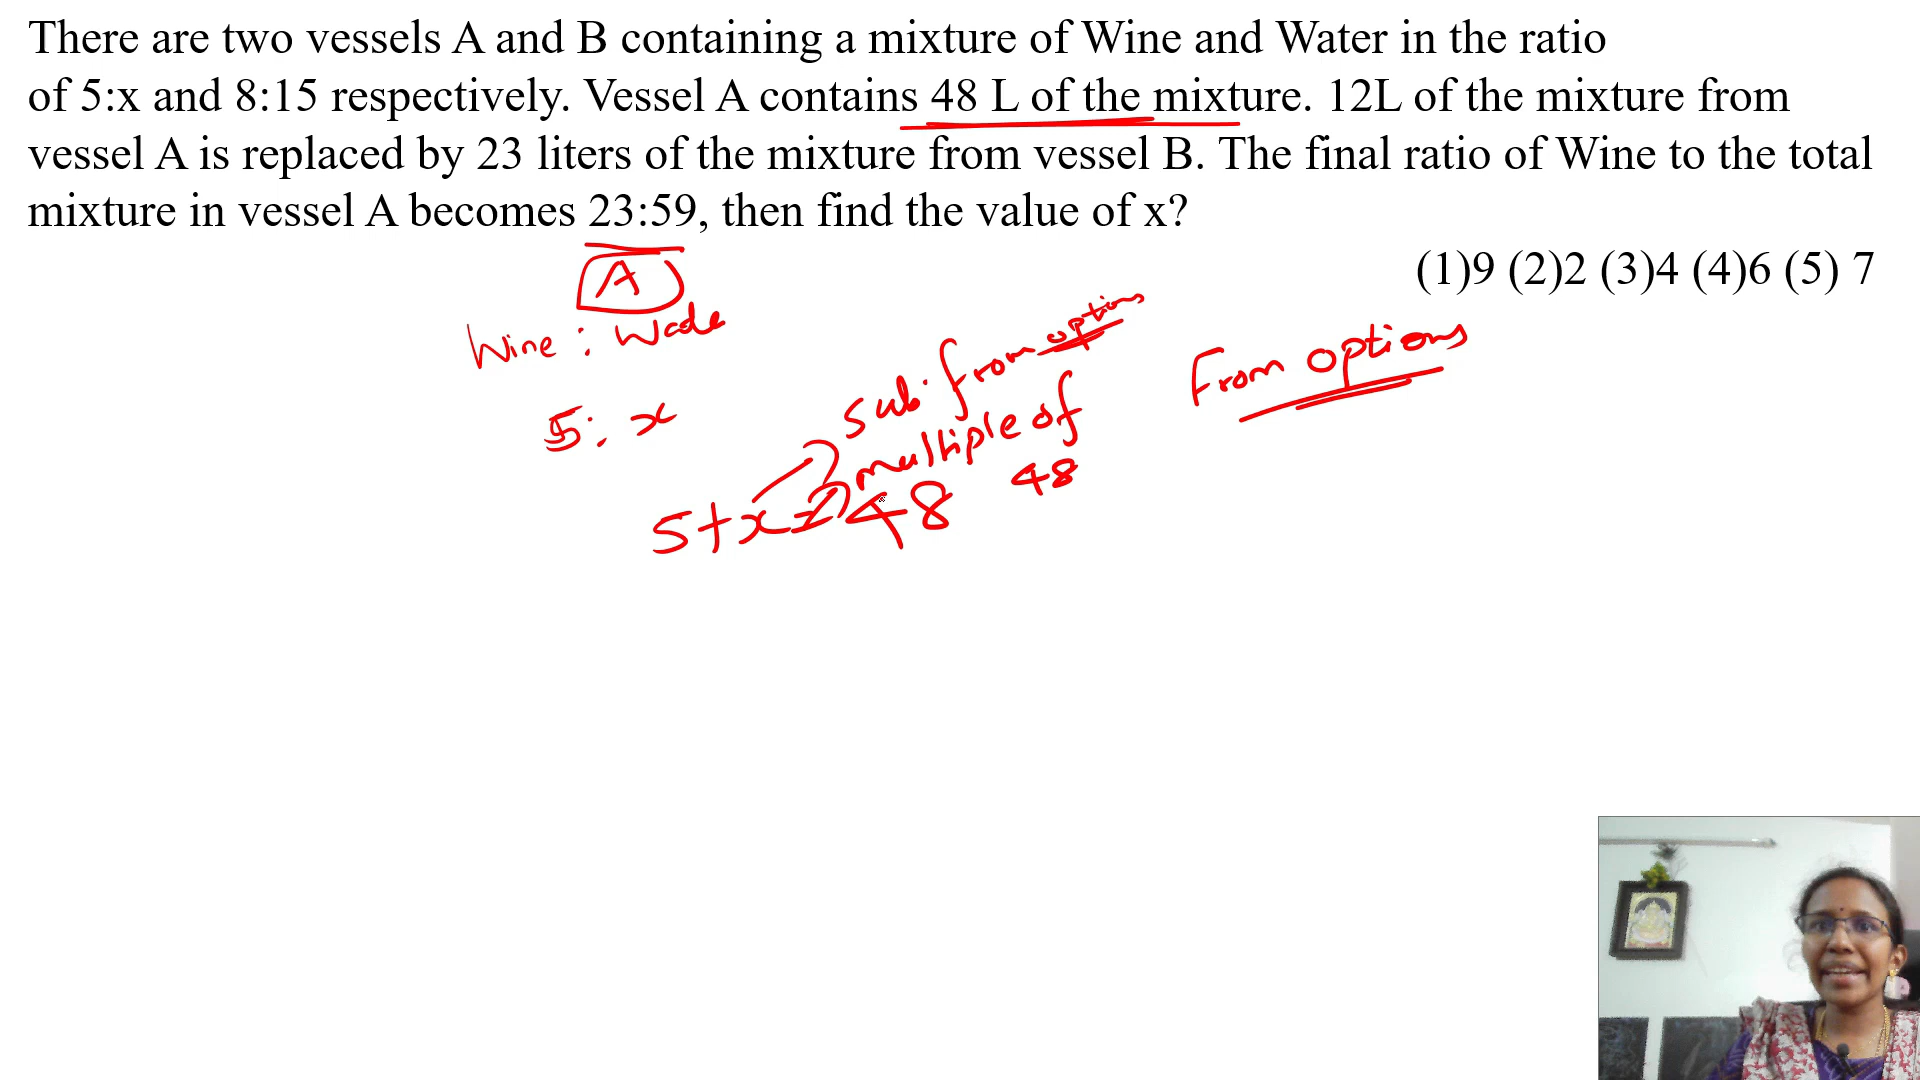 There are two vessels A and B containing a mixture of Wine and Water in the ratio
of 5:x and 8:15 respectively. Vessel A contains 48 L of the mixture. 12L of the mixture from
vessel A is replaced by 23 liters of the mixture from vessel B. The final ratio of Wine to the total
mixture in vessel A becomes 23:59, then find the value of x?
(1)9 (2)2 (3)4 (4)6 (5) 7
A
Wine :
5 : x
sub. from options
multiple of
48
5+x
48
From options